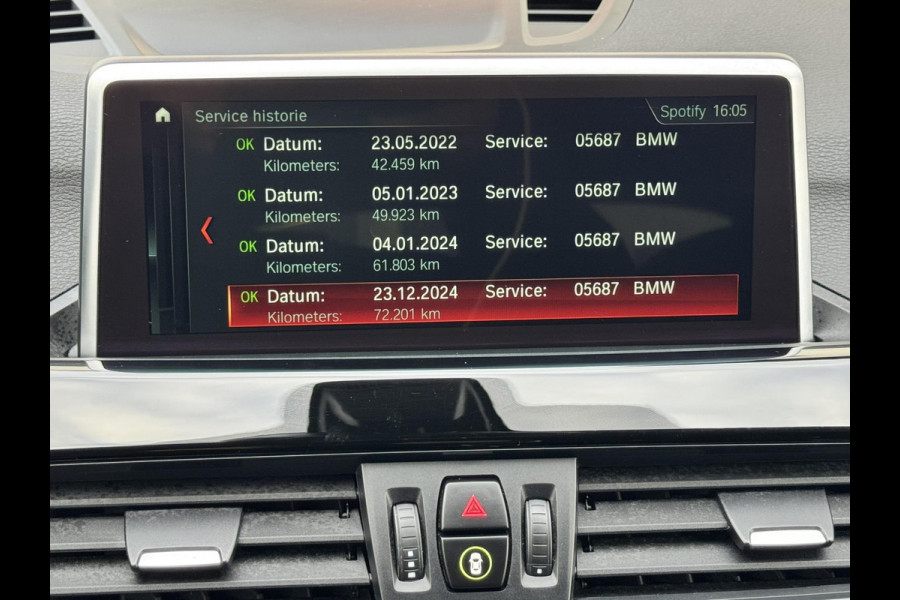 Service historie
Spotify 16:05
OK Datum: 23.05.2022 Service: 05687 BMW
Kilometers: 42.459 km
OK Datum: 05.01.2023 Service: 05687 BMW
Kilometers: 49.923 km
OK Datum: 04.01.2024 Service: 05687 BMW
Kilometers: 61.803 km
OK Datum: 23.12.2024 Service: 05687 BMW
Kilometers: 72.201 km